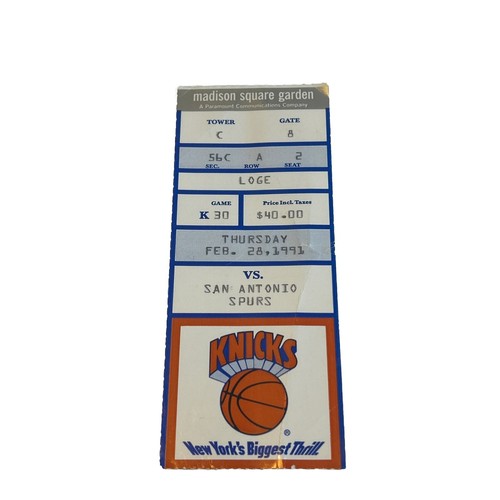 madison square garden
A Paramount Communications Company
TOWER GATE
C 8
56C A 2
SEC. ROW SEAT
LOGE
GAME Price Incl. Taxes
K 30 $40.00
THURSDAY
FEB. 28,1991
VS.
SAN ANTONIO
SPURS
KNICKS
®
New York's Biggest Thrill.